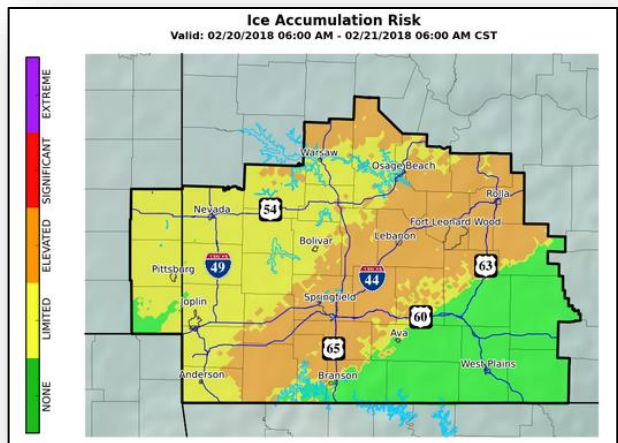 Ice Accumulation Risk
Valid: 02/20/2018 06:00 AM - 02/21/2018 06:00 AM CST
EXTREME
SIGNIFICANT
ELEVATED
LIMITED
NONE
Warsaw
Osage Beach
Rolla
Nevada
54
Fort Leonard Wood
Bolivar
Lebanon
Pittsburg
49
44
63
Joplin
Springfield
60
65
Ava
West Plains
Anderson
Branson